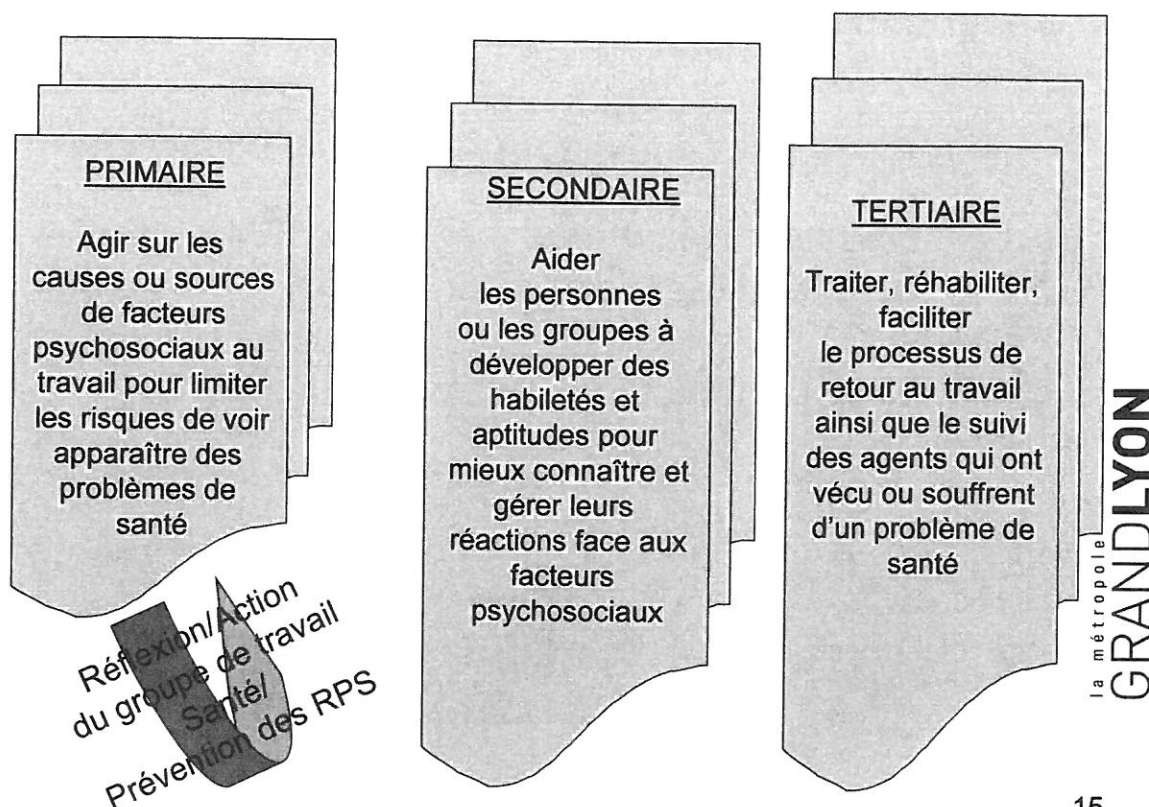 PRIMAIRE
Agir sur les
causes ou sources
de facteurs
psychosociaux au
travail pour limiter
les risques de voir
apparaître des
problèmes de
santé
Réflexion/Action
du groupe de travail
Santé/
Prévention des RPS
SECONDAIRE
Aider
les personnes
ou les groupes à
développer des
habiletés et
aptitudes pour
mieux connaître et
gérer leurs
réactions face aux
facteurs
psychosociaux
TERTIAIRE
Traiter, réhabiliter,
faciliter
le processus de
retour au travail
ainsi que le suivi
des agents qui ont
vécu ou souffrent
d'un problème de
santé
la métropole
GRANDLYON
15